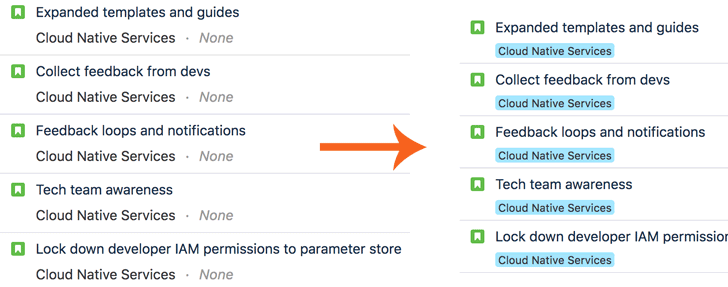 Expanded templates and guides
Cloud Native Services · None
Collect feedback from devs
Cloud Native Services · None
Feedback loops and notifications
Cloud Native Services · None
Tech team awareness
Cloud Native Services · None
Lock down developer IAM permissions to parameter store
Cloud Native Services · None
Expanded templates and guides
Cloud Native Services
Collect feedback from devs
Cloud Native Services
Feedback loops and notifications
Cloud Native Services
Tech team awareness
Cloud Native Services
Lock down developer IAM permission
Cloud Native Services